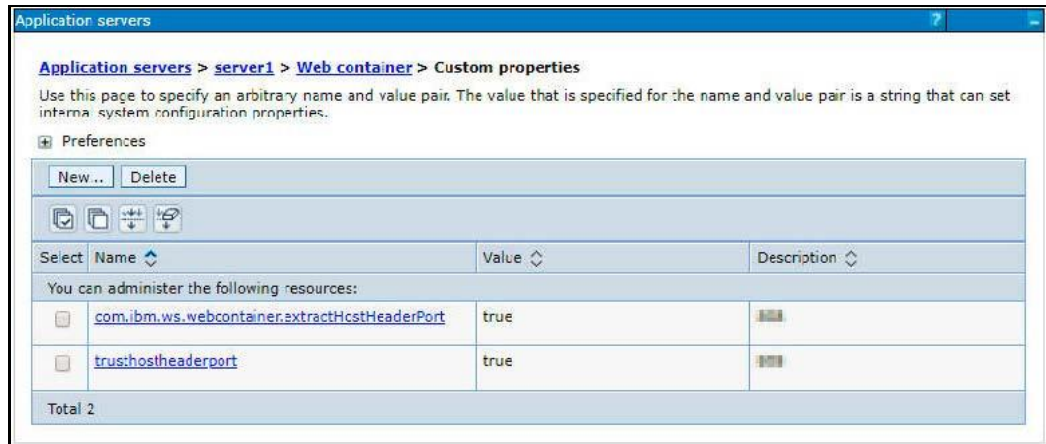 Application servers ? -
Application servers > server1 > Web container > Custom properties
Use this page to specify an arbitrary name and value pair. The value that is specified for the name and value pair is a string that can set
internal system configuration properties.
+ Preferences
New... Delete
Select Name Value Description
You can administer the following resources:
com.ibm.ws.webcontainer.extractHostHeaderPort true
trusthostheaderport true
Total 2